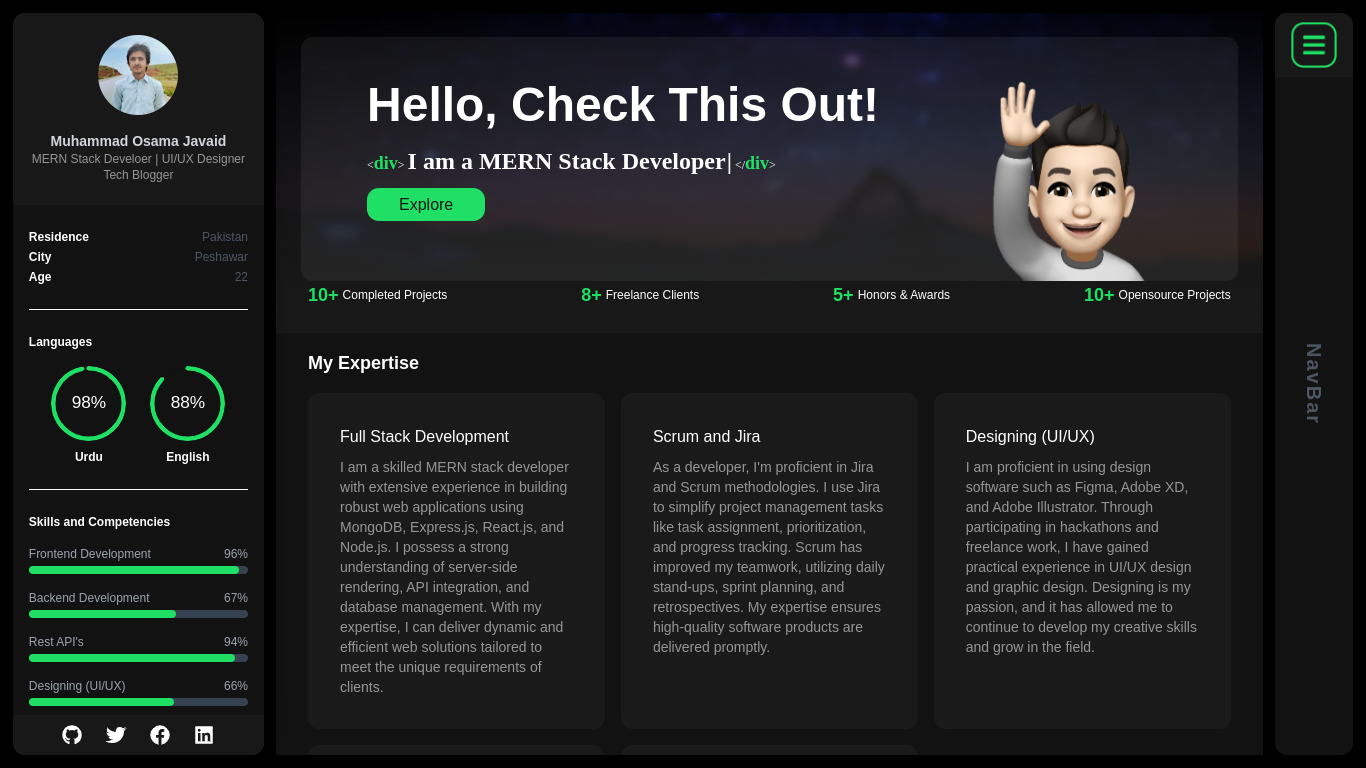 Muhammad Osama Javaid
MERN Stack Develoer | UI/UX Designer
Tech Blogger
Residence Pakistan
City Peshawar
Age 22
Languages
98% 88%
Urdu English
Skills and Competencies
Frontend Development 96%
Backend Development 67%
Rest API's 94%
Designing (UI/UX) 66%
Hello, Check This Out!
<div> I am a MERN Stack Developer| </div>
Explore
10+ Completed Projects 8+ Freelance Clients 5+ Honors & Awards 10+ Opensource Projects
My Expertise
Full Stack Development
I am a skilled MERN stack developer
with extensive experience in building
robust web applications using
MongoDB, Express.js, React.js, and
Node.js. I possess a strong
understanding of server-side
rendering, API integration, and
database management. With my
expertise, I can deliver dynamic and
efficient web solutions tailored to
meet the unique requirements of
clients.
Scrum and Jira
As a developer, I'm proficient in Jira
and Scrum methodologies. I use Jira
to simplify project management tasks
like task assignment, prioritization,
and progress tracking. Scrum has
improved my teamwork, utilizing daily
stand-ups, sprint planning, and
retrospectives. My expertise ensures
high-quality software products are
delivered promptly.
Designing (UI/UX)
I am proficient in using design
software such as Figma, Adobe XD,
and Adobe Illustrator. Through
participating in hackathons and
freelance work, I have gained
practical experience in UI/UX design
and graphic design. Designing is my
passion, and it has allowed me to
continue to develop my creative skills
and grow in the field.
NavBar